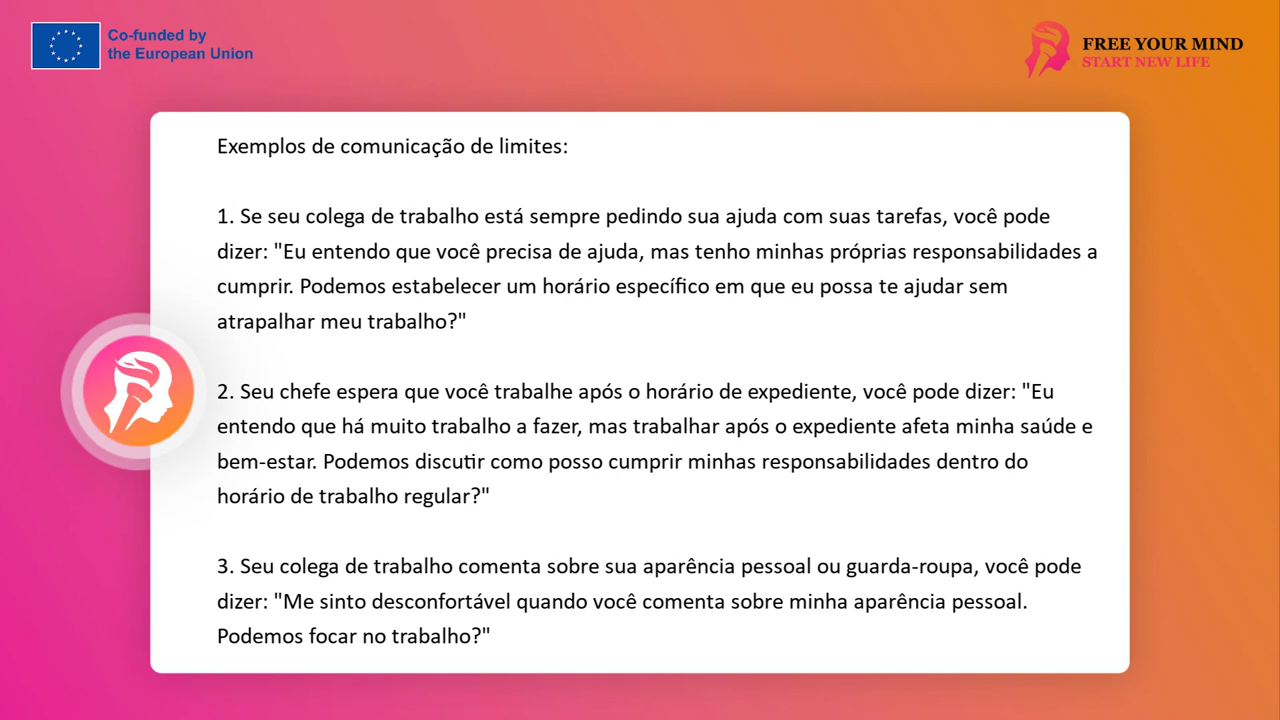 Co-funded by
the European Union
FREE YOUR MIND
START NEW LIFE
Exemplos de comunicação de limites:
1. Se seu colega de trabalho está sempre pedindo sua ajuda com suas tarefas, você pode
dizer: "Eu entendo que você precisa de ajuda, mas tenho minhas próprias responsabilidades a
cumprir. Podemos estabelecer um horário específico em que eu possa te ajudar sem
atrapalhar meu trabalho?"
2. Seu chefe espera que você trabalhe após o horário de expediente, você pode dizer: "Eu
entendo que há muito trabalho a fazer, mas trabalhar após o expediente afeta minha saúde e
bem-estar. Podemos discutir como posso cumprir minhas responsabilidades dentro do
horário de trabalho regular?"
3. Seu colega de trabalho comenta sobre sua aparência pessoal ou guarda-roupa, você pode
dizer: "Me sinto desconfortável quando você comenta sobre minha aparência pessoal.
Podemos focar no trabalho?"